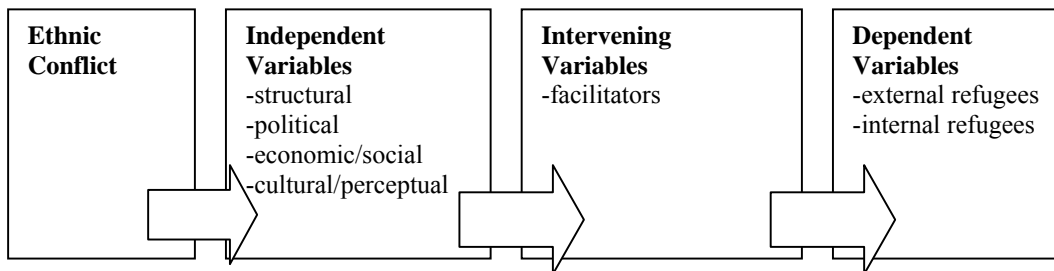 Ethnic
Conflict
Independent
Variables
-structural
-political
-economic/social
-cultural/perceptual
Intervening
Variables
-facilitators
Dependent
Variables
-external refugees
-internal refugees